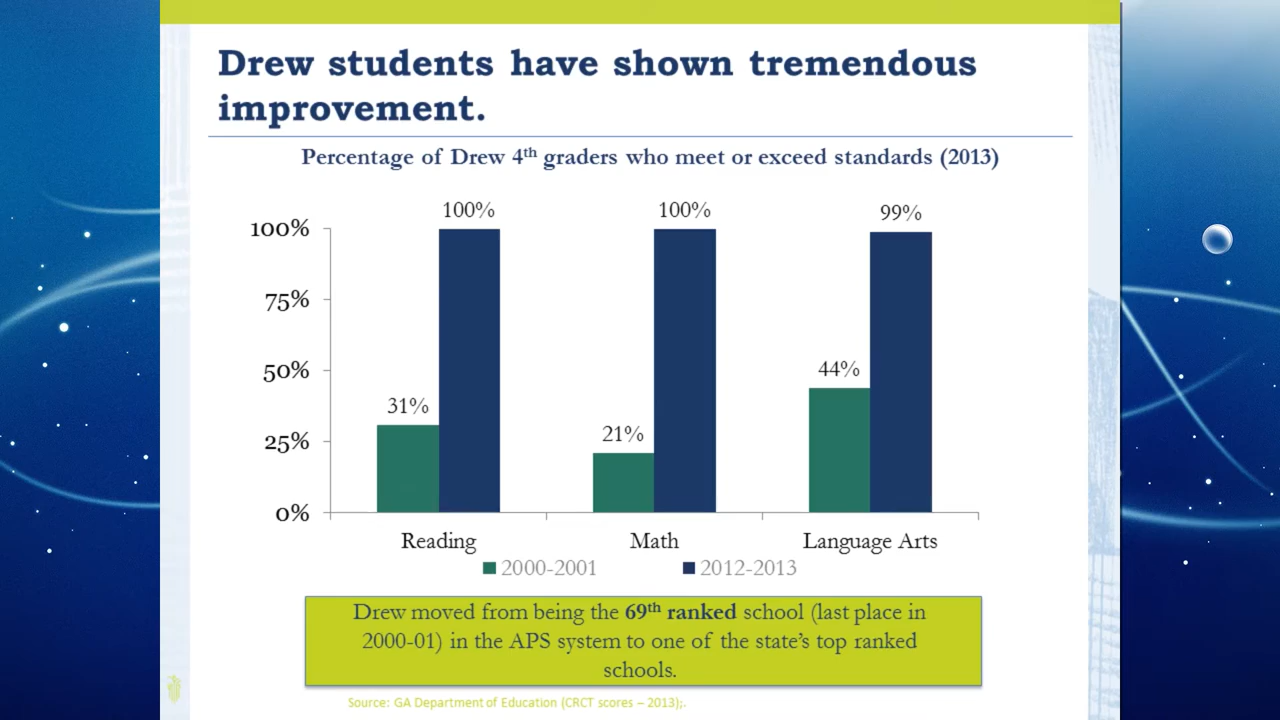 Drew students have shown tremendous
improvement.
Percentage of Drew 4th graders who meet or exceed standards (2013)
100%
75%
50%
25%
0%
31%
100%
21%
100%
44%
99%
Reading
Math
Language Arts
2000-2001
2012-2013
Drew moved from being the 69th ranked school (last place in
2000-01) in the APS system to one of the state's top ranked
schools.
Source: GA Department of Education (CRCT scores – 2013);.